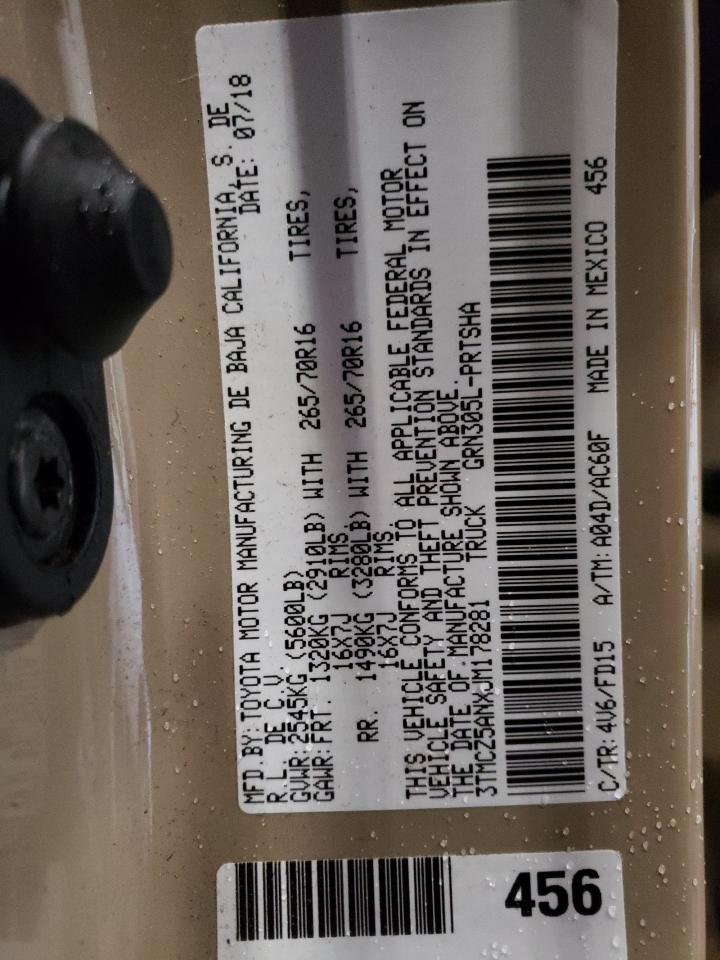 MFD.BY:TOYOTA MOTOR MANUFACTURING DE BAJA CALIFORNIA, S. DE
R.L. DE C.V. DATE: 07/18
GVWR:2545KG (5600LB)
GAWR:FRT. 1320KG (2910LB) WITH 265/70R16 TIRES,
16X7J RIMS,
RR. 1490KG (3280LB) WITH 265/70R16 TIRES,
16X7J RIMS
THIS VEHICLE CONFORMS TO ALL APPLICABLE FEDERAL MOTOR
VEHICLE SAFETY AND THEFT PREVENTION STANDARDS IN EFFECT ON
THE DATE OF MANUFACTURE SHOWN ABOVE.
3TMCZ5ANXJM178281 TRUCK GRN305L-PRTSHA
C/TR:4V6/FD15 A/TM:A04D/AC60F MADE IN MEXICO 456
456